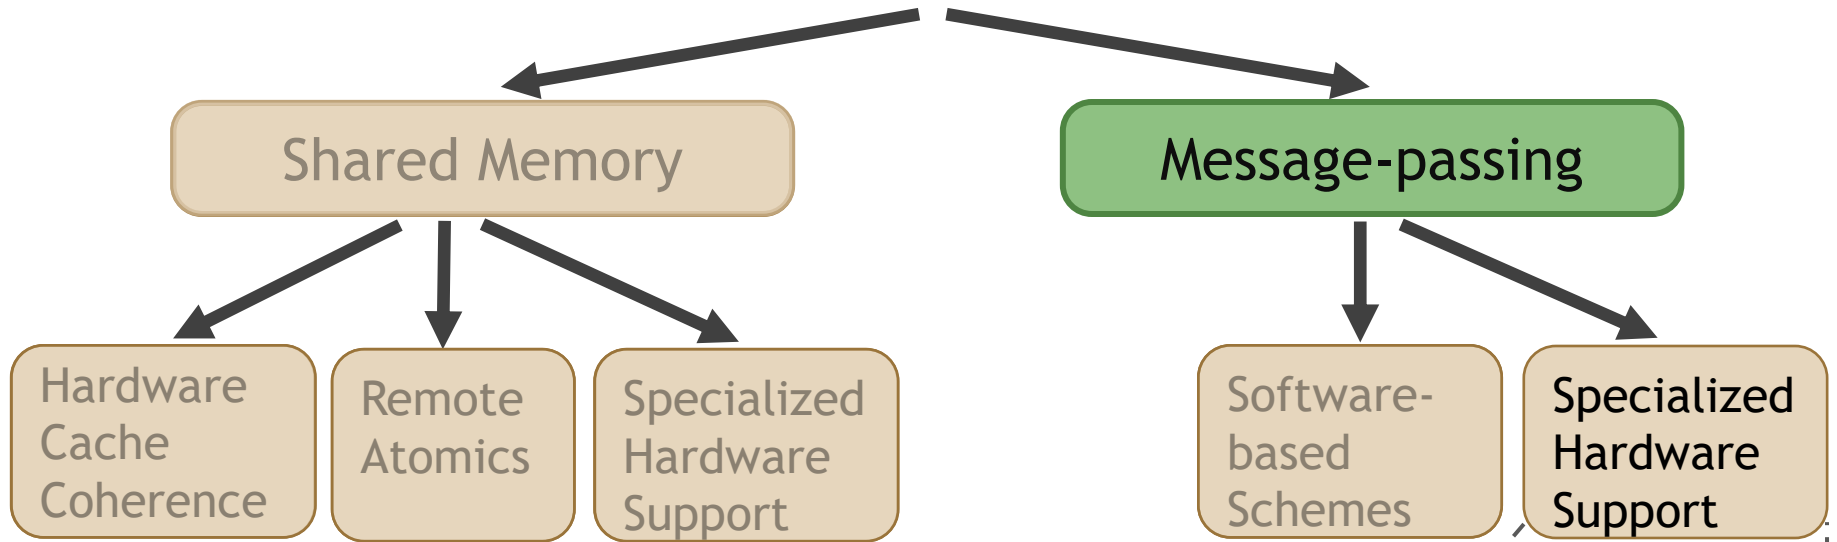 Shared Memory
Message-passing
Hardware
Cache
Coherence
Remote
Atomics
Specialized
Hardware
Support
Software-
based
Schemes
Specialized
Hardware
Support